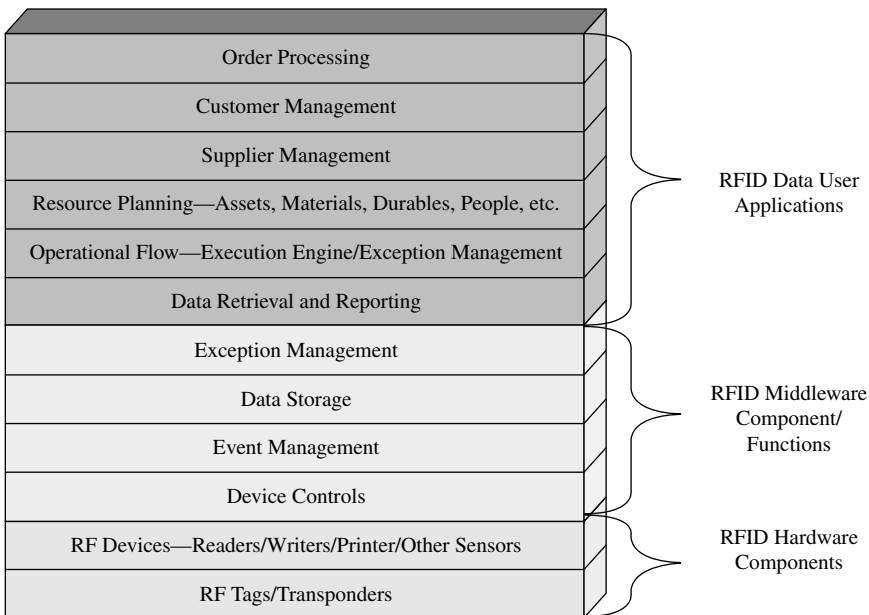 Order Processing
Customer Management
Supplier Management
Resource Planning—Assets, Materials, Durables, People, etc.
Operational Flow—Execution Engine/Exception Management
Data Retrieval and Reporting
RFID Data User
Applications
Exception Management
Data Storage
Event Management
Device Controls
RFID Middleware
Component/
Functions
RF Devices—Readers/Writers/Printer/Other Sensors
RF Tags/Transponders
RFID Hardware
Components